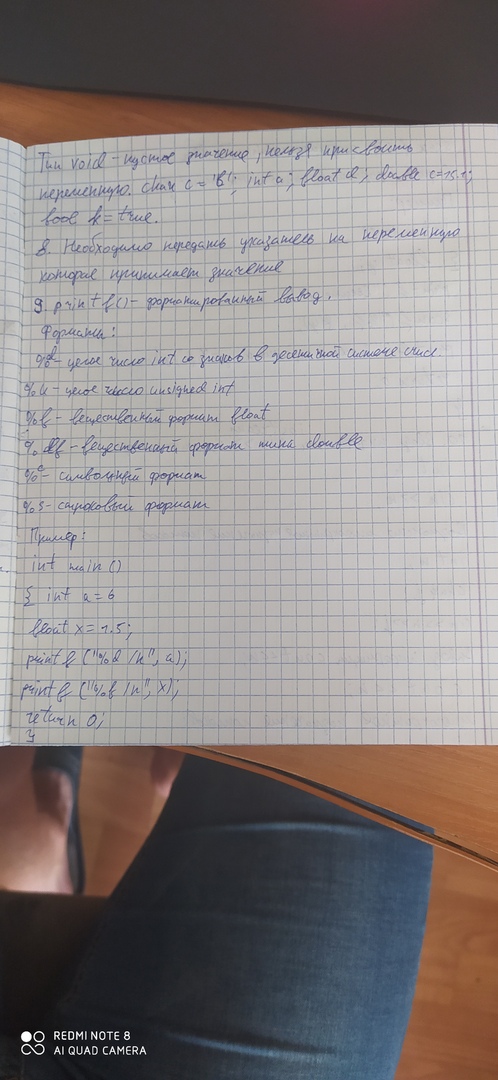 Тип void - пустое значение, нельзя присвоить
переменную. char c = 'B'; int a; float d; double c=15.1;
bool k = true.
8. Необходимо передать указатель на переменную
которая принимает значение
9. printf() - форматированный вывод.
Форматы:
%d - целое число int со знаков в десятичной системе числ.
%u - целое число unsigned int
%f - вещественный формат float
%lf - вещественный формат типа double
%c - символьный формат
%s - строковый формат
Пример:
int main ()
{ int a = 6
float x = 1.5;
printf ("%d /n", a);
printf ("%f /n", x);
return 0;
}
REDMI NOTE 8
AI QUAD CAMERA